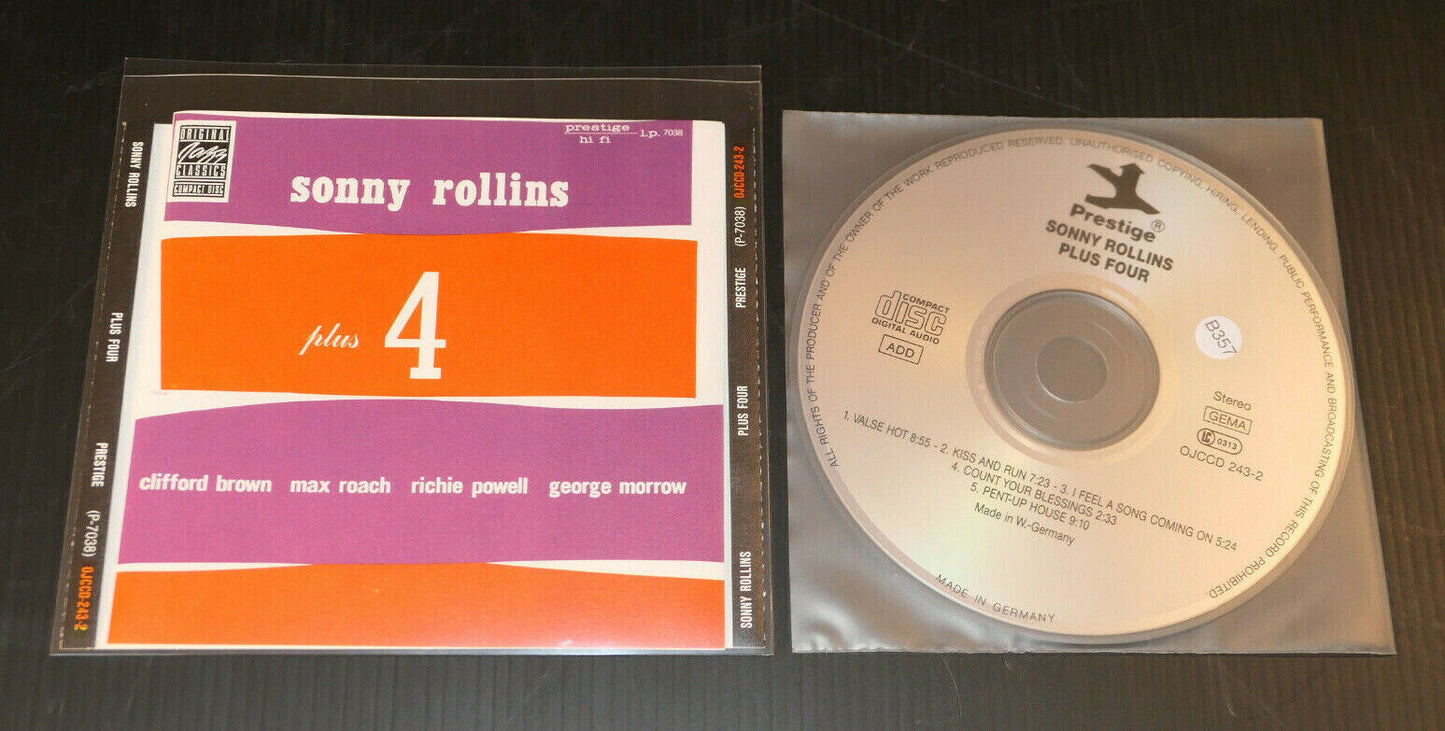 ORIGINAL
Jazz
CLASSICS
COMPACT DISC
prestige
hi fi
l.p. 7038
sonny rollins
plus 4
clifford brown max roach richie powell george morrow
SONNY ROLLINS PLUS FOUR PRESTIGE (P-7038) OJCCD-243-2
SONNY ROLLINS PLUS FOUR PRESTIGE (P-7038) OJCCD-243-2
ALL RIGHTS OF THE PRODUCER AND OF THE OWNER OF THE WORK REPRODUCED RESERVED. UNAUTHORISED COPYING, HIRING, LENDING, PUBLIC PERFORMANCE AND BROADCASTING OF THIS RECORD PROHIBITED.
Prestige®
SONNY ROLLINS
PLUS FOUR
COMPACT
disc
DIGITAL AUDIO
ADD
B357
Stereo
GEMA
LC 0313
OJCCD 243-2
1. VALSE HOT 8:55 - 2. KISS AND RUN 7:23 - 3. I FEEL A SONG COMING ON 5:24
4. COUNT YOUR BLESSINGS 2:33
5. PENT-UP HOUSE 9:10
Made in W.-Germany
MADE IN GERMANY